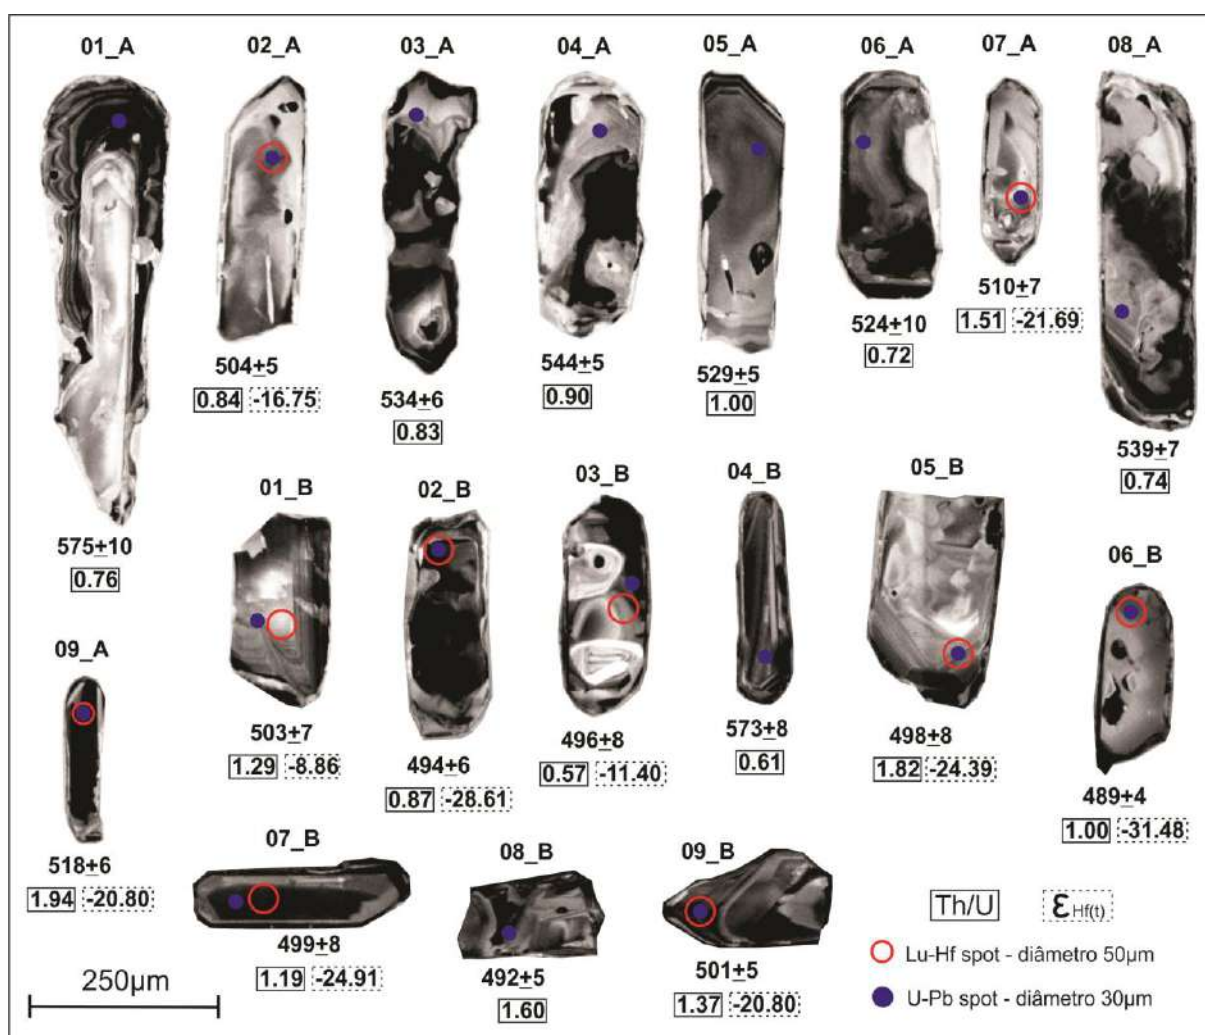 01_A
02_A
03_A
04_A
05_A
06_A
07_A
08_A
510±7
1.51 -21.69
524±10
0.72
504±5
0.84 -16.75
544±5
0.90
529±5
1.00
534±6
0.83
539±7
0.74
575±10
0.76
01_B
02_B
03_B
04_B
05_B
06_B
503±7
1.29 -8.86
494±6
0.87 -28.61
496±8
0.57 -11.40
573±8
0.61
498±8
1.82 -24.39
489±4
1.00 -31.48
09_A
518±6
1.94 -20.80
07_B
499±8
1.19 -24.91
08_B
492±5
1.60
09_B
501±5
1.37 -20.80
250µm
Th/U εHf(t)
Lu-Hf spot - diâmetro 50µm
U-Pb spot - diâmetro 30µm